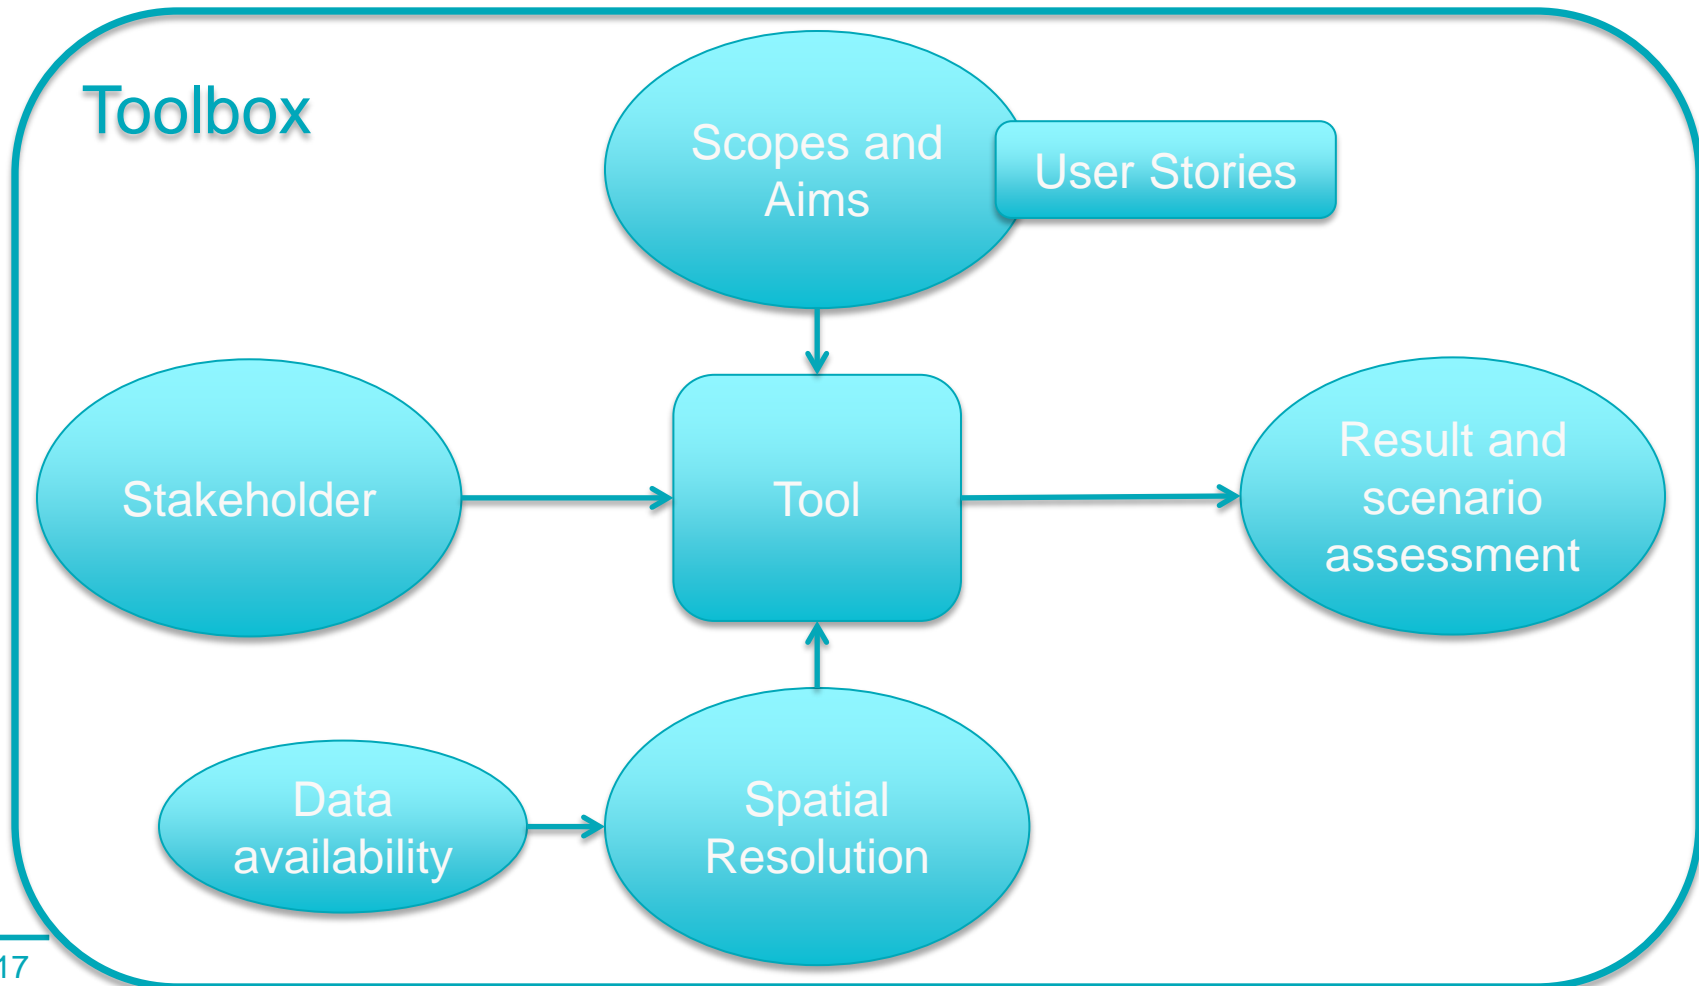 Toolbox
Scopes and
Aims
User Stories
Stakeholder
Tool
Result and
scenario
assessment
Data
availability
Spatial
Resolution
17